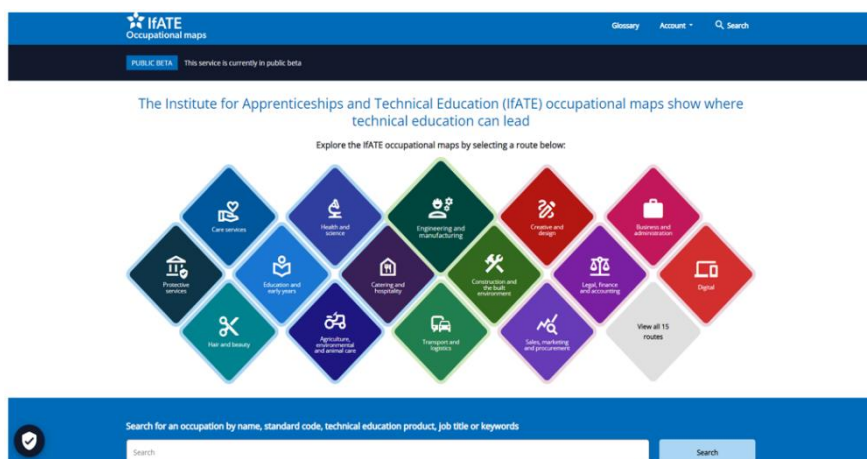 IfATE
Occupational maps
Glossary
Account
Search
PUBLIC BETA
This service is currently in public beta
The Institute for Apprenticeships and Technical Education (IfATE) occupational maps show where
technical education can lead
Explore the IfATE occupational maps by selecting a route below:
Care services
Health and
science
Engineering and
manufacturing
Creative and
design
Business and
administration
Protective
services
Education and
early years
Catering and
hospitality
Construction and
the built
environment
Legal, finance
and accounting
Digital
Hair and beauty
Agriculture,
environmental
and animal care
Transport and
logistics
Sales, marketing
and procurement
View all 15
routes
Search for an occupation by name, standard code, technical education product, job title or keywords
Search
Search